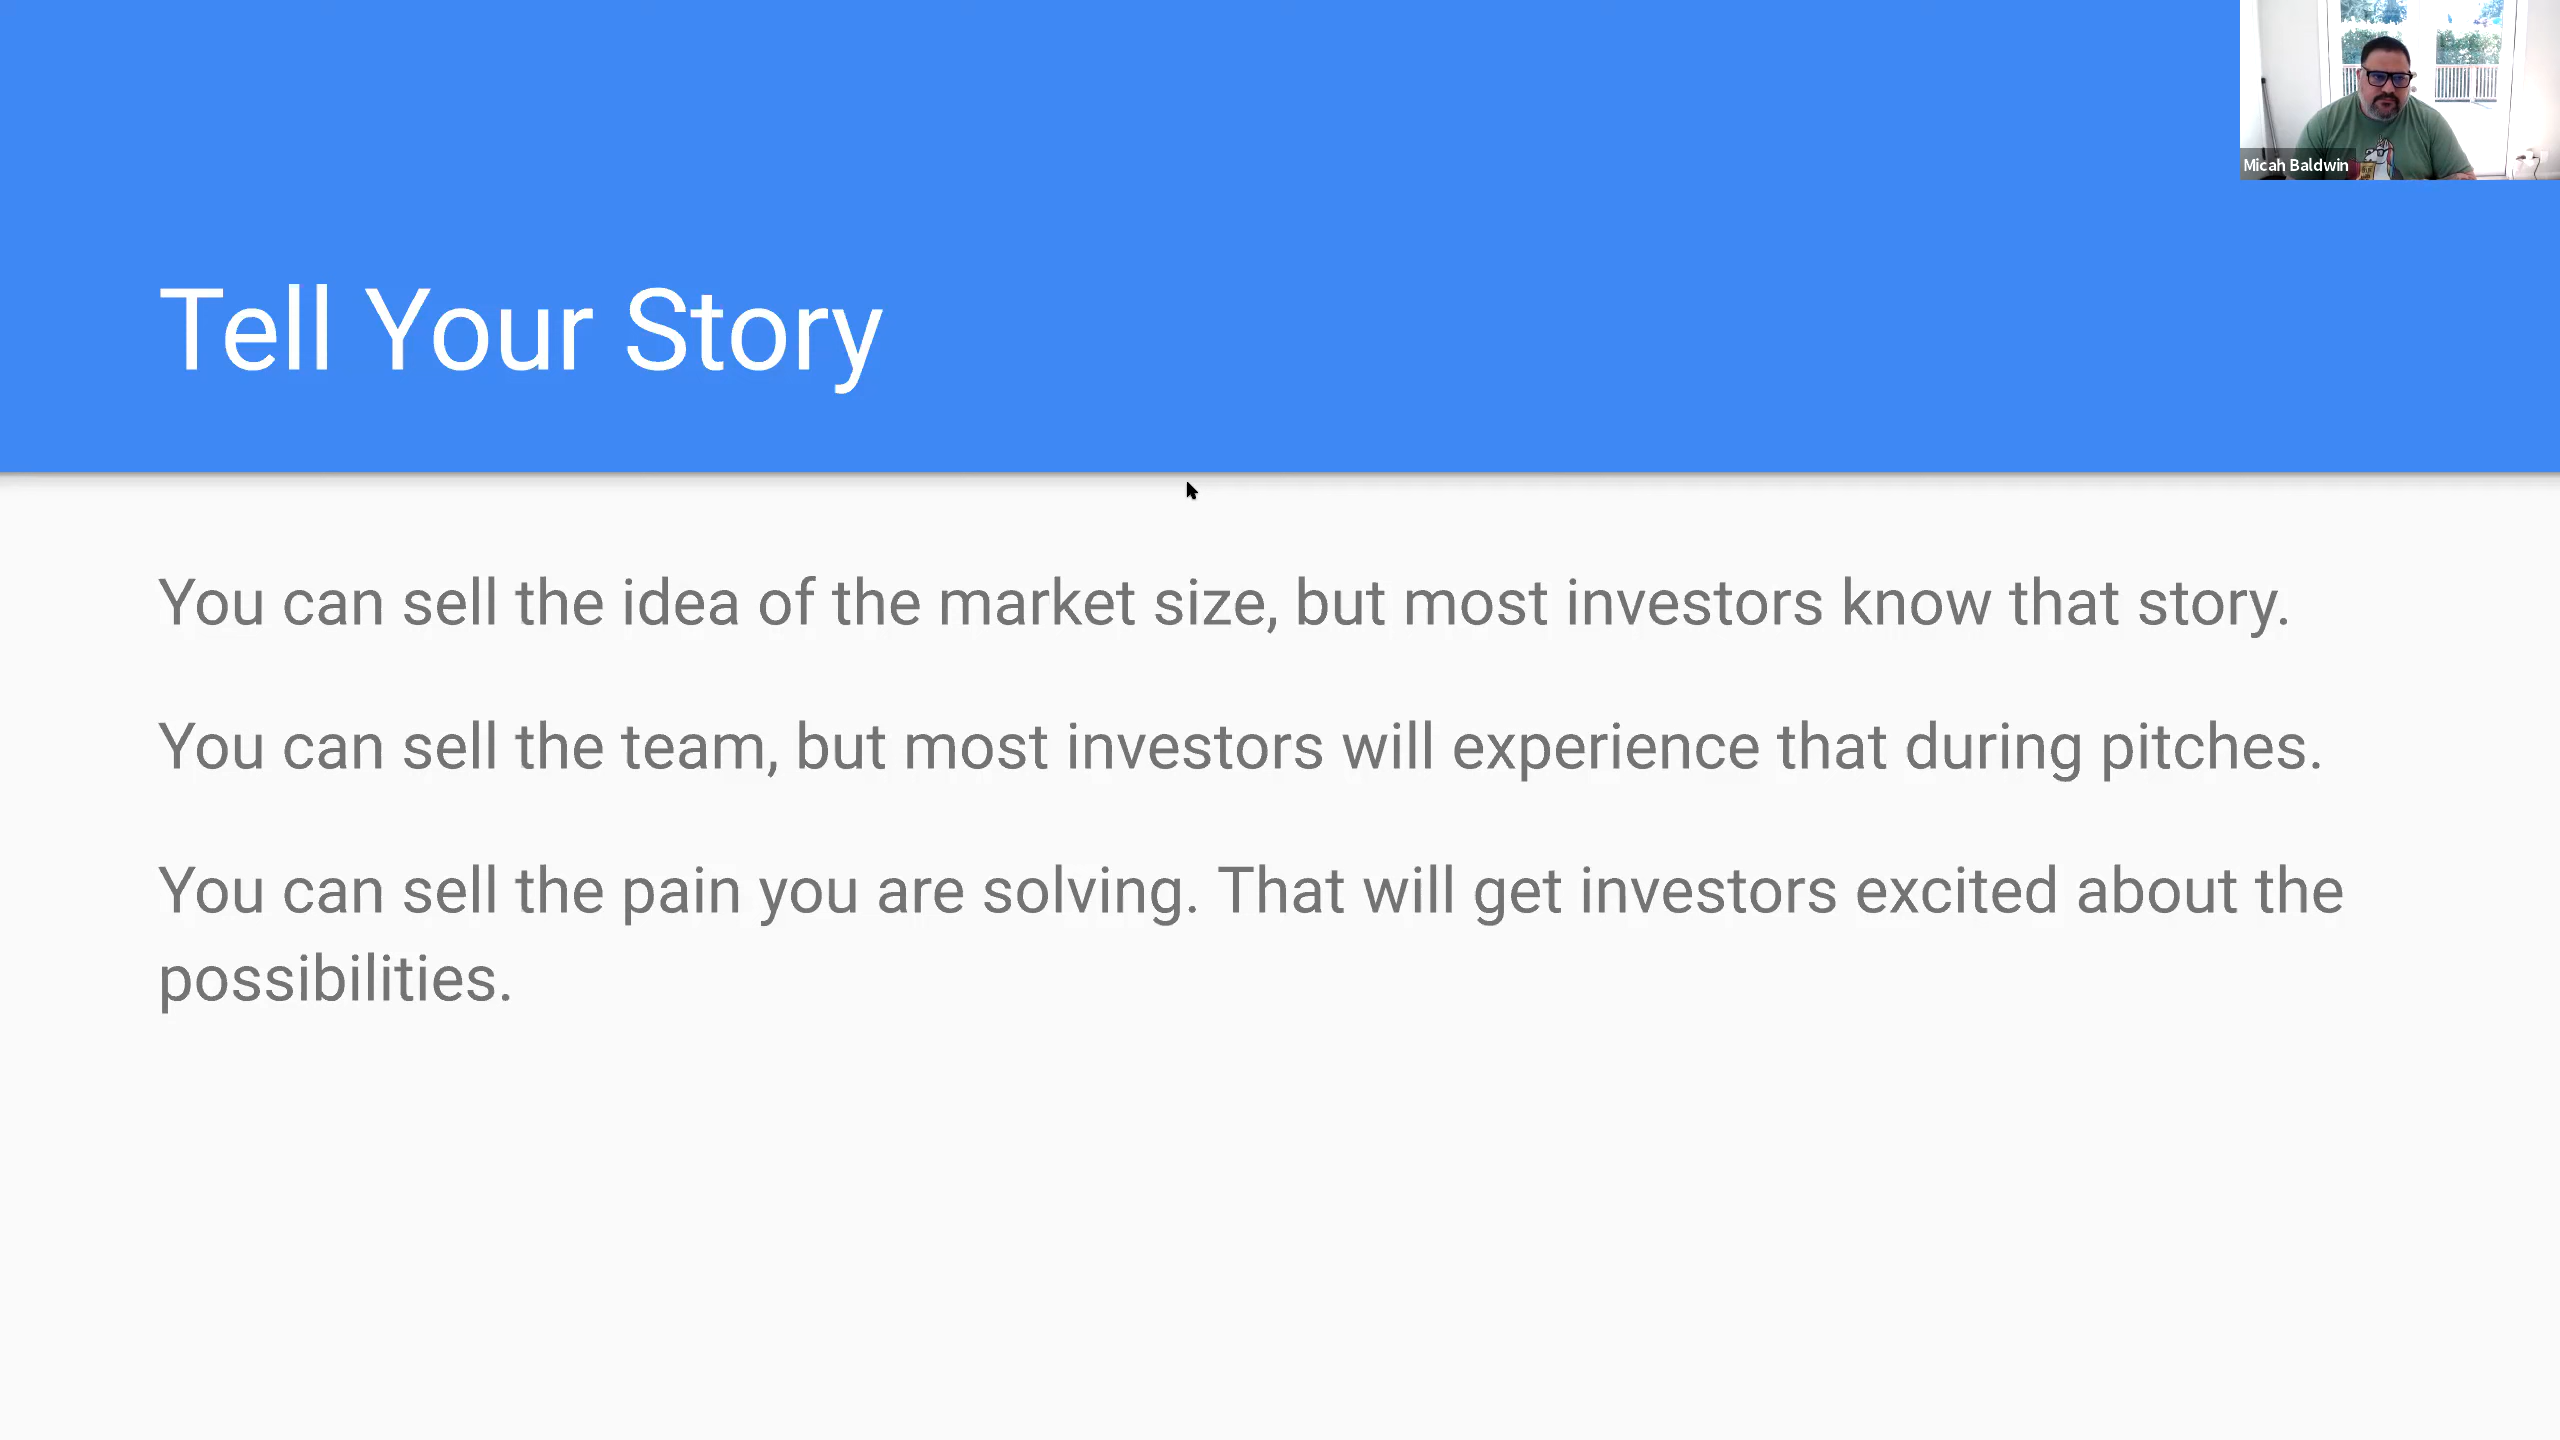 Micah Baldwin
Tell Your Story
You can sell the idea of the market size, but most investors know that story.
You can sell the team, but most investors will experience that during pitches.
You can sell the pain you are solving. That will get investors excited about the
possibilities.